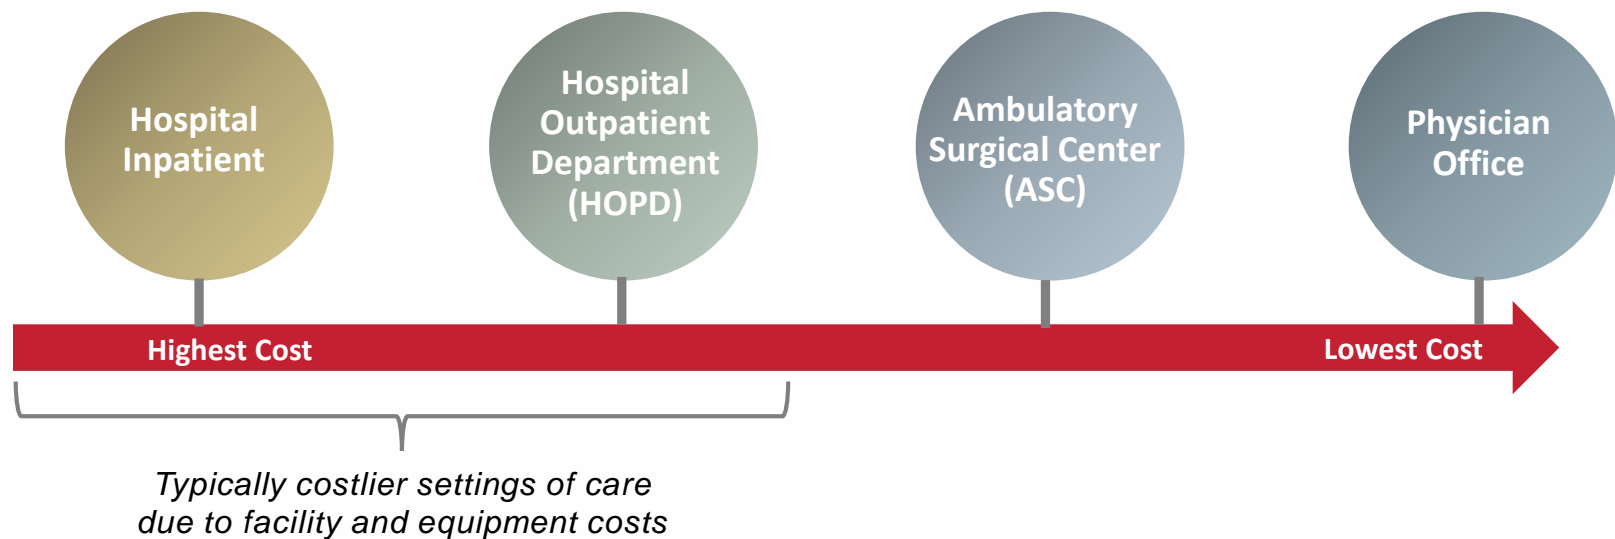 Hospital
Inpatient
Hospital
Outpatient
Department
(HOPD)
Ambulatory
Surgical Center
(ASC)
Physician
Office
Highest Cost
Lowest Cost
Typically costlier settings of care
due to facility and equipment costs